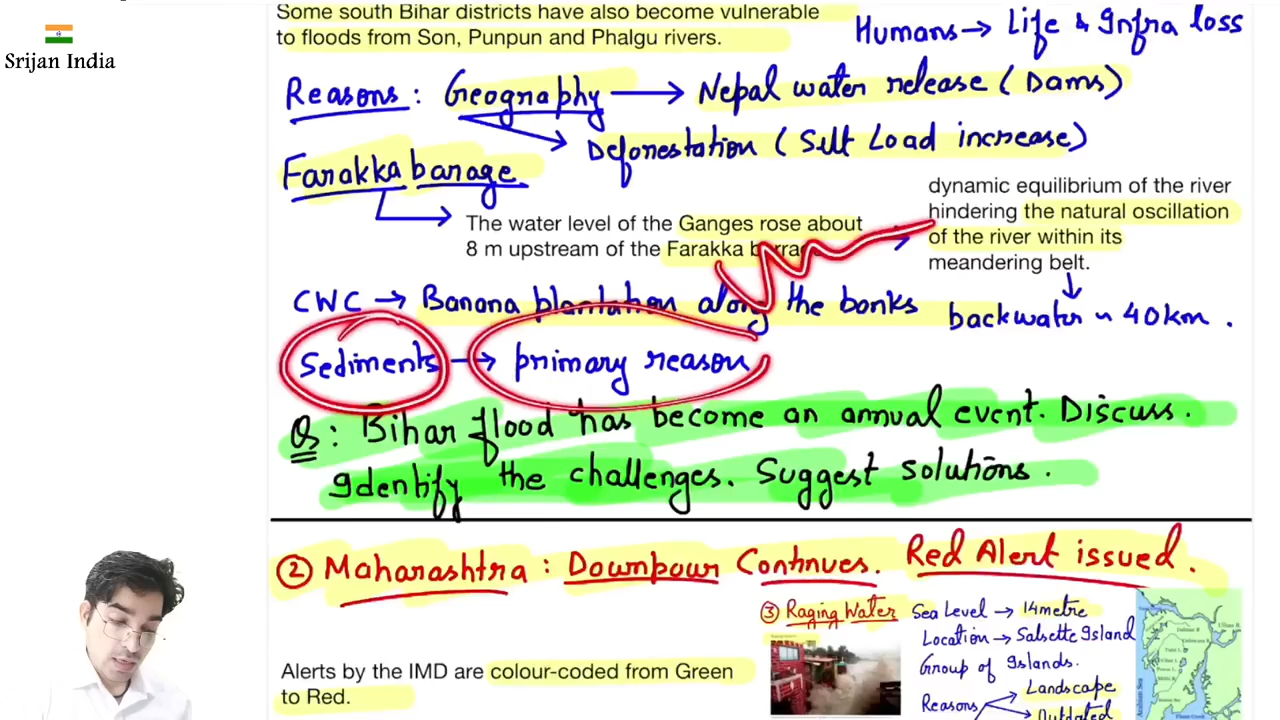 Srijan India
Some south Bihar districts have also become vulnerable
to floods from Son, Punpun and Phalgu rivers.
Humans → Life & Infra loss
Reasons: Geography → Nepal water release (Dams)
→ Deforestation (Silt Load increase)
Farakka barage
The water level of the Ganges rose about
8 m upstream of the Farakka barrage
dynamic equilibrium of the river
hindering the natural oscillation
of the river within its
meandering belt.
backwater ~ 40km.
CWC → Banana plantation along the banks
Sediments → primary reason
Q: Bihar flood has become an annual event. Discuss.
Identify the challenges. Suggest solutions.
② Maharashtra: Downpour Continues. Red Alert issued.
Alerts by the IMD are colour-coded from Green
to Red.
③ Raging Water
Sea Level → 14metre
Location → Salsette Island
Group of Islands.
Reasons → Landscape
→ Outdated